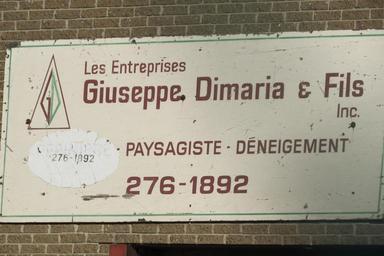 Les Entreprises
Giuseppe Dimaria & Fils
Inc.
· PAYSAGISTE · DÉNEIGEMENT
276-1892
276-1892